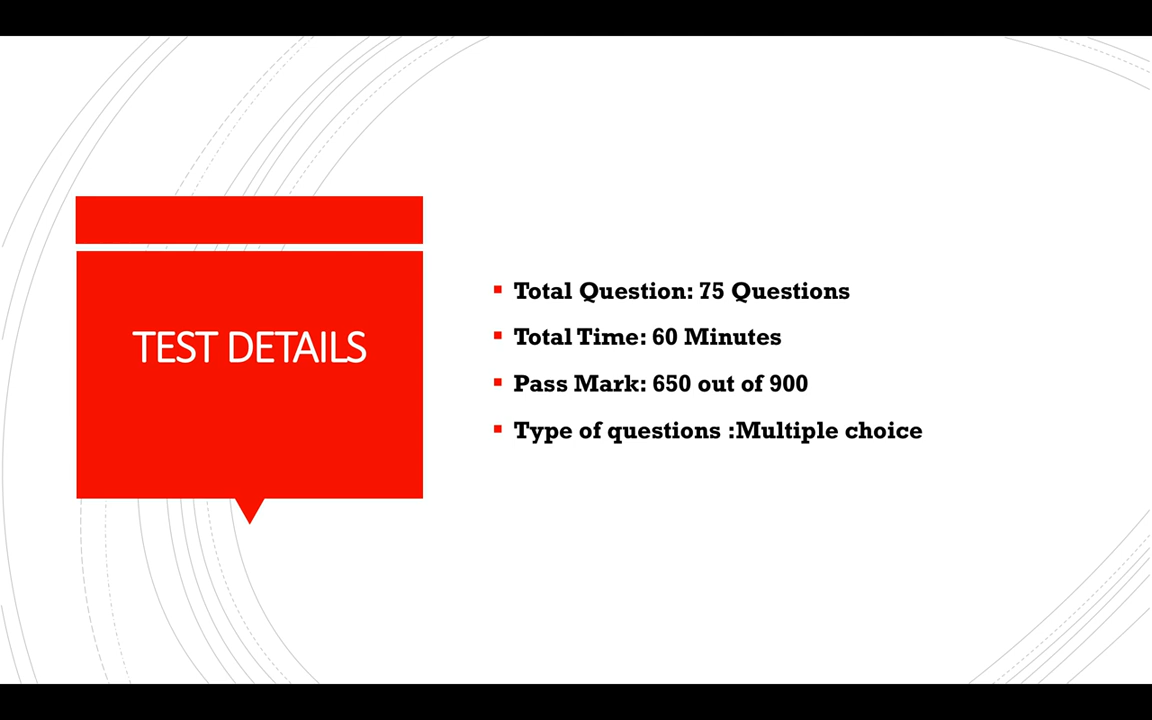 TEST DETAILS
Total Question: 75 Questions
Total Time: 60 Minutes
Pass Mark: 650 out of 900
Type of questions :Multiple choice